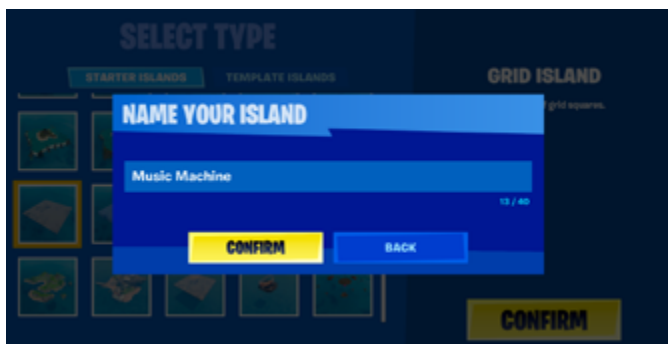 SELECT TYPE
STARTER ISLANDS
TEMPLATE ISLANDS
GRID ISLAND
grid squares.
NAME YOUR ISLAND
Music Machine
13 / 40
CONFIRM
BACK
CONFIRM